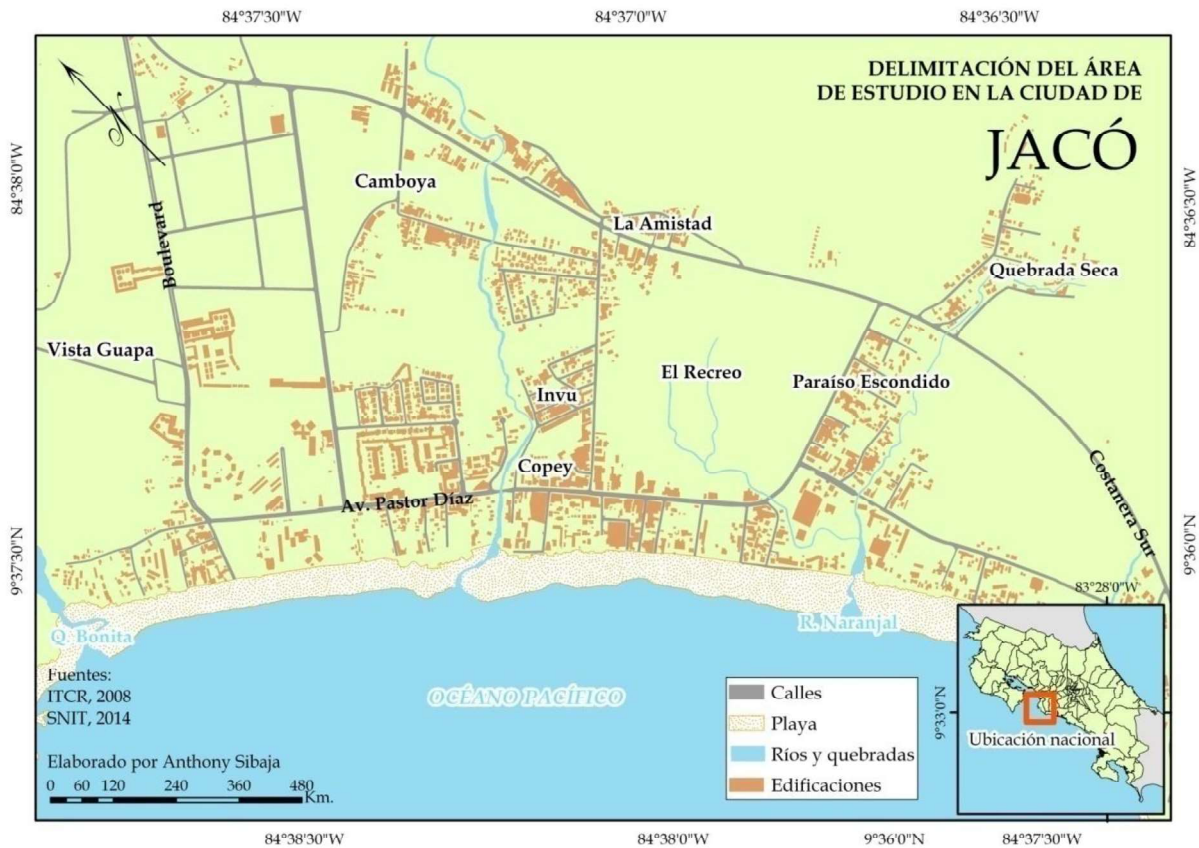 84°37'30"W
84°37'0"W
84°36'30"W
DELIMITACIÓN DEL ÁREA
DE ESTUDIO EN LA CIUDAD DE
JACÓ
N
84°38'0"W
84°36'30"W
Camboya
La Amistad
Boulevard
Quebrada Seca
Vista Guapa
El Recreo
Paraíso Escondido
Invu
Copey
Av. Pastor Díaz
Costanera Sur
9°37'30"N
9°36'0"N
83°28'0"W
Q. Bonita
R. Naranjal
Fuentes:
ITCR, 2008
SNIT, 2014
OCÉANO PACÍFICO
Calles
Playa
Ríos y quebradas
Edificaciones
9°33'0"N
Ubicación nacional
Elaborado por Anthony Sibaja
0 60 120 240 360 480
Km.
84°38'30"W
84°38'0"W
9°36'0"N
84°37'30"W